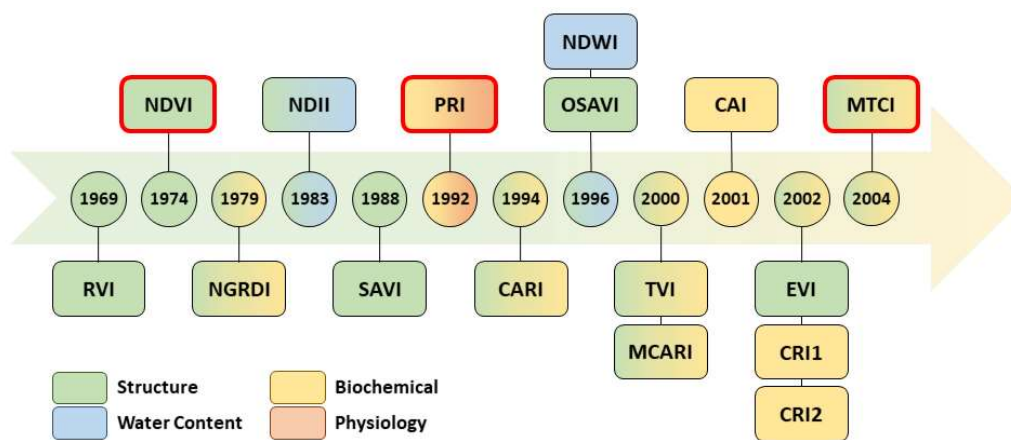 NDWI
NDVI NDII PRI OSAVI CAI MTCI
1969 1974 1979 1983 1988 1992 1994 1996 2000 2001 2002 2004
RVI NGRDI SAVI CARI TVI EVI
MCARI CRI1
CRI2
Structure Biochemical
Water Content Physiology